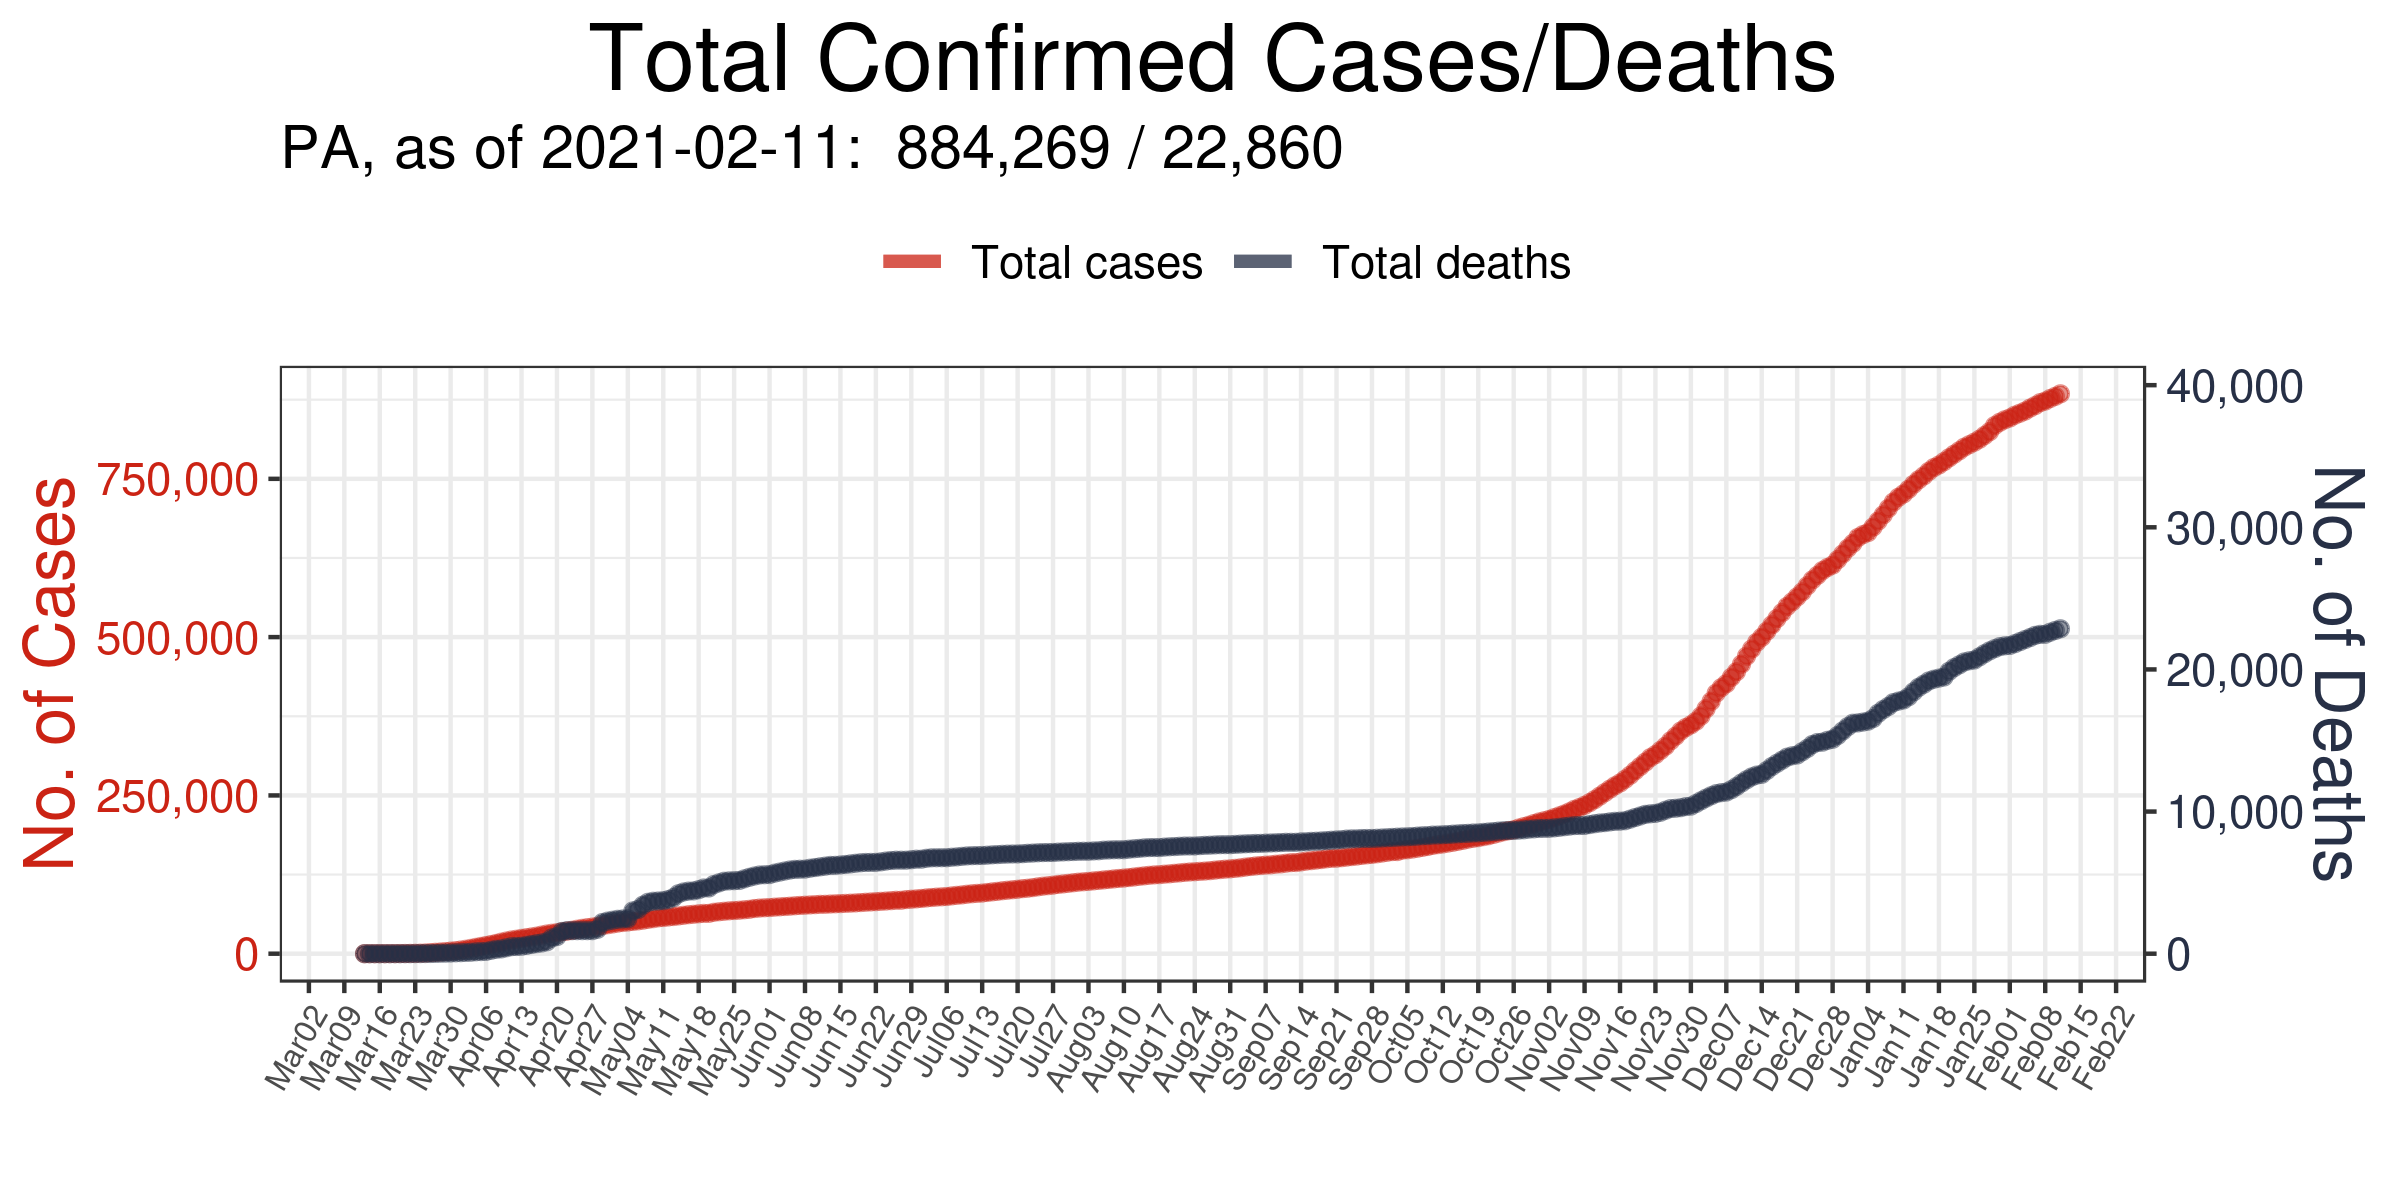 Total Confirmed Cases/Deaths
PA, as of 2021-02-11: 884,269 / 22,860
Total cases
Total deaths
No. of Cases
750,000
500,000
250,000
0
40,000
30,000
20,000
10,000
0
No. of Deaths
Mar02
Mar09
Mar16
Mar23
Mar30
Apr06
Apr13
Apr20
Apr27
May04
May11
May18
May25
Jun01
Jun08
Jun15
Jun22
Jun29
Jul06
Jul13
Jul20
Jul27
Aug03
Aug10
Aug17
Aug24
Aug31
Sep07
Sep14
Sep21
Sep28
Oct05
Oct12
Oct19
Oct26
Nov02
Nov09
Nov16
Nov23
Nov30
Dec07
Dec14
Dec21
Dec28
Jan04
Jan11
Jan18
Jan25
Feb01
Feb08
Feb15
Feb22